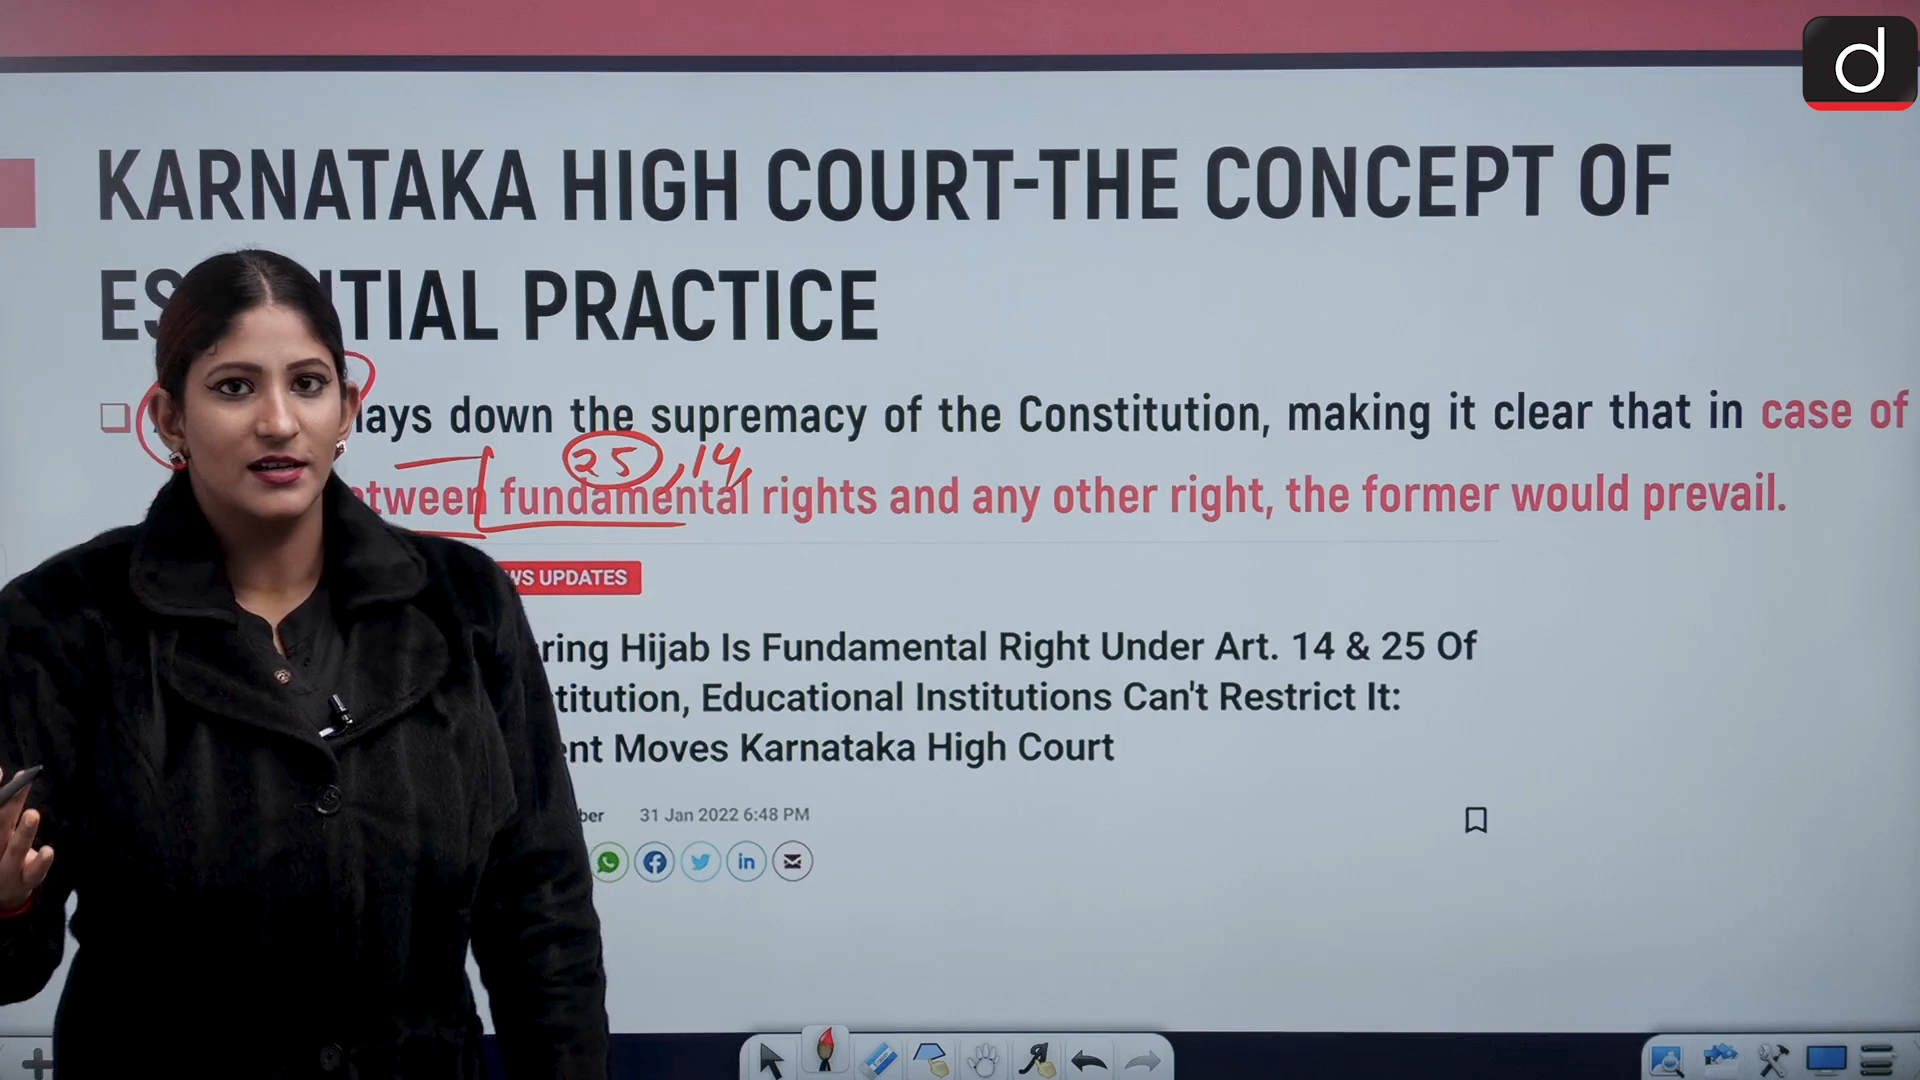 d
KARNATAKA HIGH COURT-THE CONCEPT OF
ES NTIAL PRACTICE
lays down the supremacy of the Constitution, making it clear that in case of
25, 14,
tween fundamental rights and any other right, the former would prevail.
WS UPDATES
ring Hijab Is Fundamental Right Under Art. 14 & 25 Of
titution, Educational Institutions Can't Restrict It:
ent Moves Karnataka High Court
ber 31 Jan 2022 6:48 PM
in